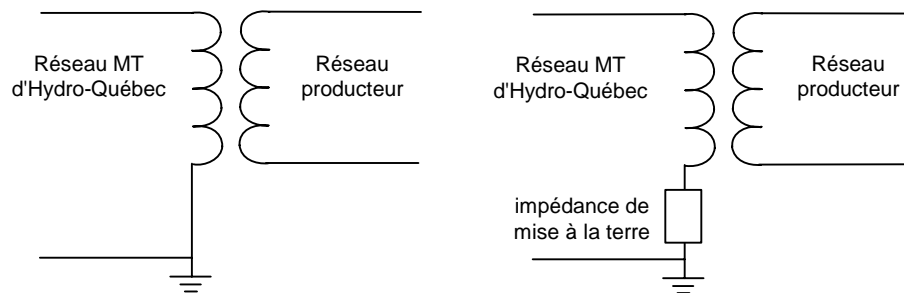 Réseau MT
d'Hydro-Québec
Réseau
producteur
Réseau MT
d'Hydro-Québec
Réseau
producteur
impédance de
mise à la terre